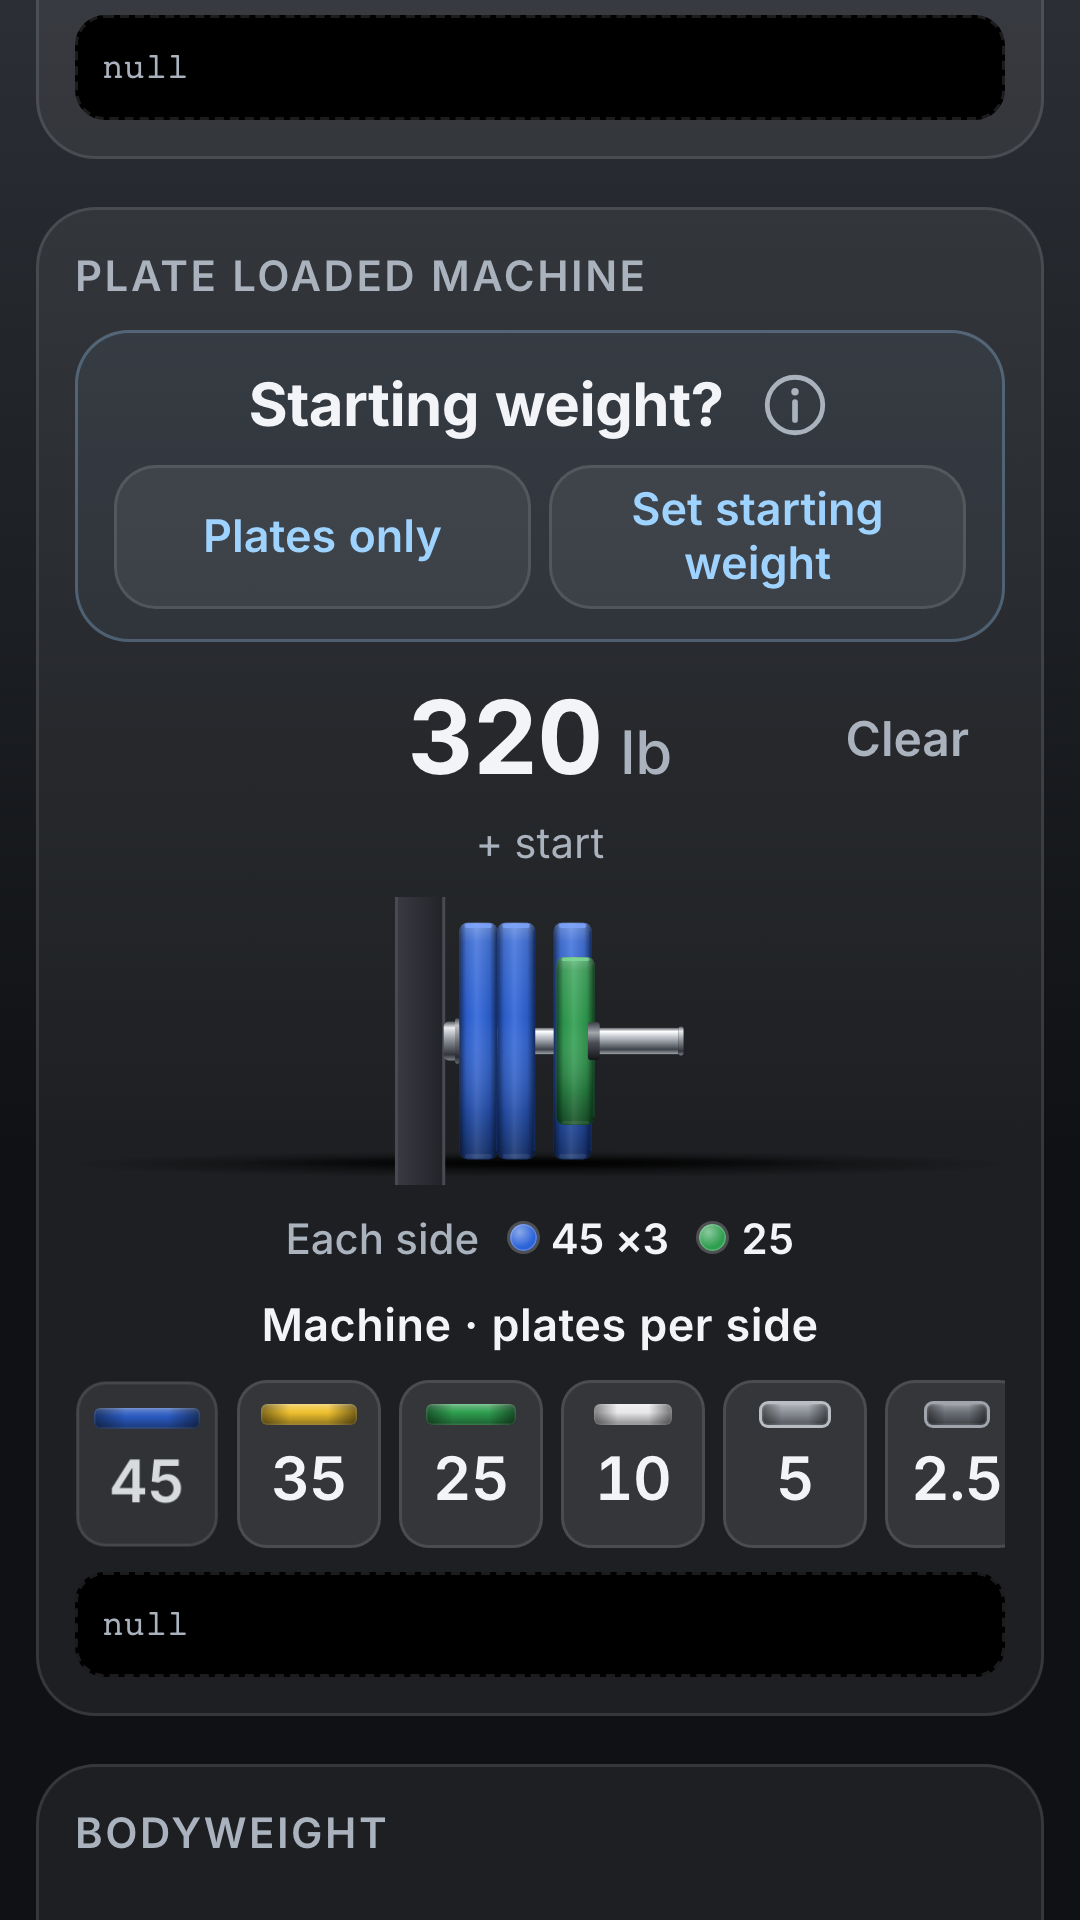 null
PLATE LOADED MACHINE
Starting weight?
Plates only
Set starting
weight
320 lb
Clear
+ start
Each side 45 ×3 25
Machine · plates per side
45 35 25 10 5 2.5
null
BODYWEIGHT